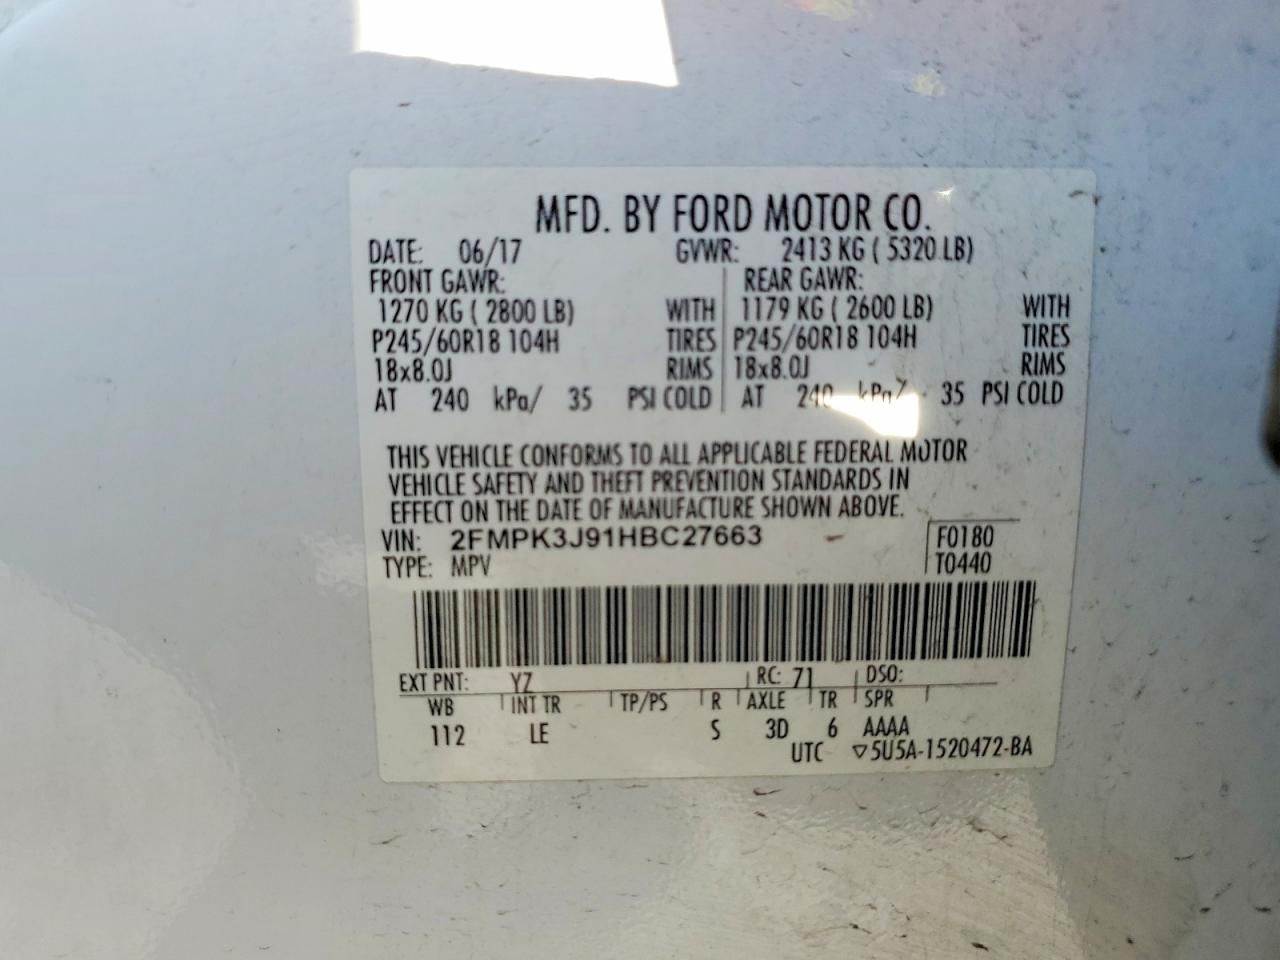 MFD. BY FORD MOTOR CO.
DATE: 06/17 GVWR: 2413 KG ( 5320 LB)
FRONT GAWR: REAR GAWR:
1270 KG ( 2800 LB) WITH 1179 KG ( 2600 LB) WITH
P245/60R18 104H TIRES P245/60R18 104H TIRES
18x8.0J RIMS 18x8.0J RIMS
AT 240 kPa/ 35 PSI COLD AT 240 kPa/ 35 PSI COLD
THIS VEHICLE CONFORMS TO ALL APPLICABLE FEDERAL MOTOR
VEHICLE SAFETY AND THEFT PREVENTION STANDARDS IN
EFFECT ON THE DATE OF MANUFACTURE SHOWN ABOVE.
VIN: 2FMPK3J91HBC27663 F0180
TYPE: MPV T0440
EXT PNT: YZ RC: 71 DSO:
WB INT TR TP/PS R AXLE TR SPR
112 LE S 3D 6 AAAA
UTC ▽5U5A-1520472-BA